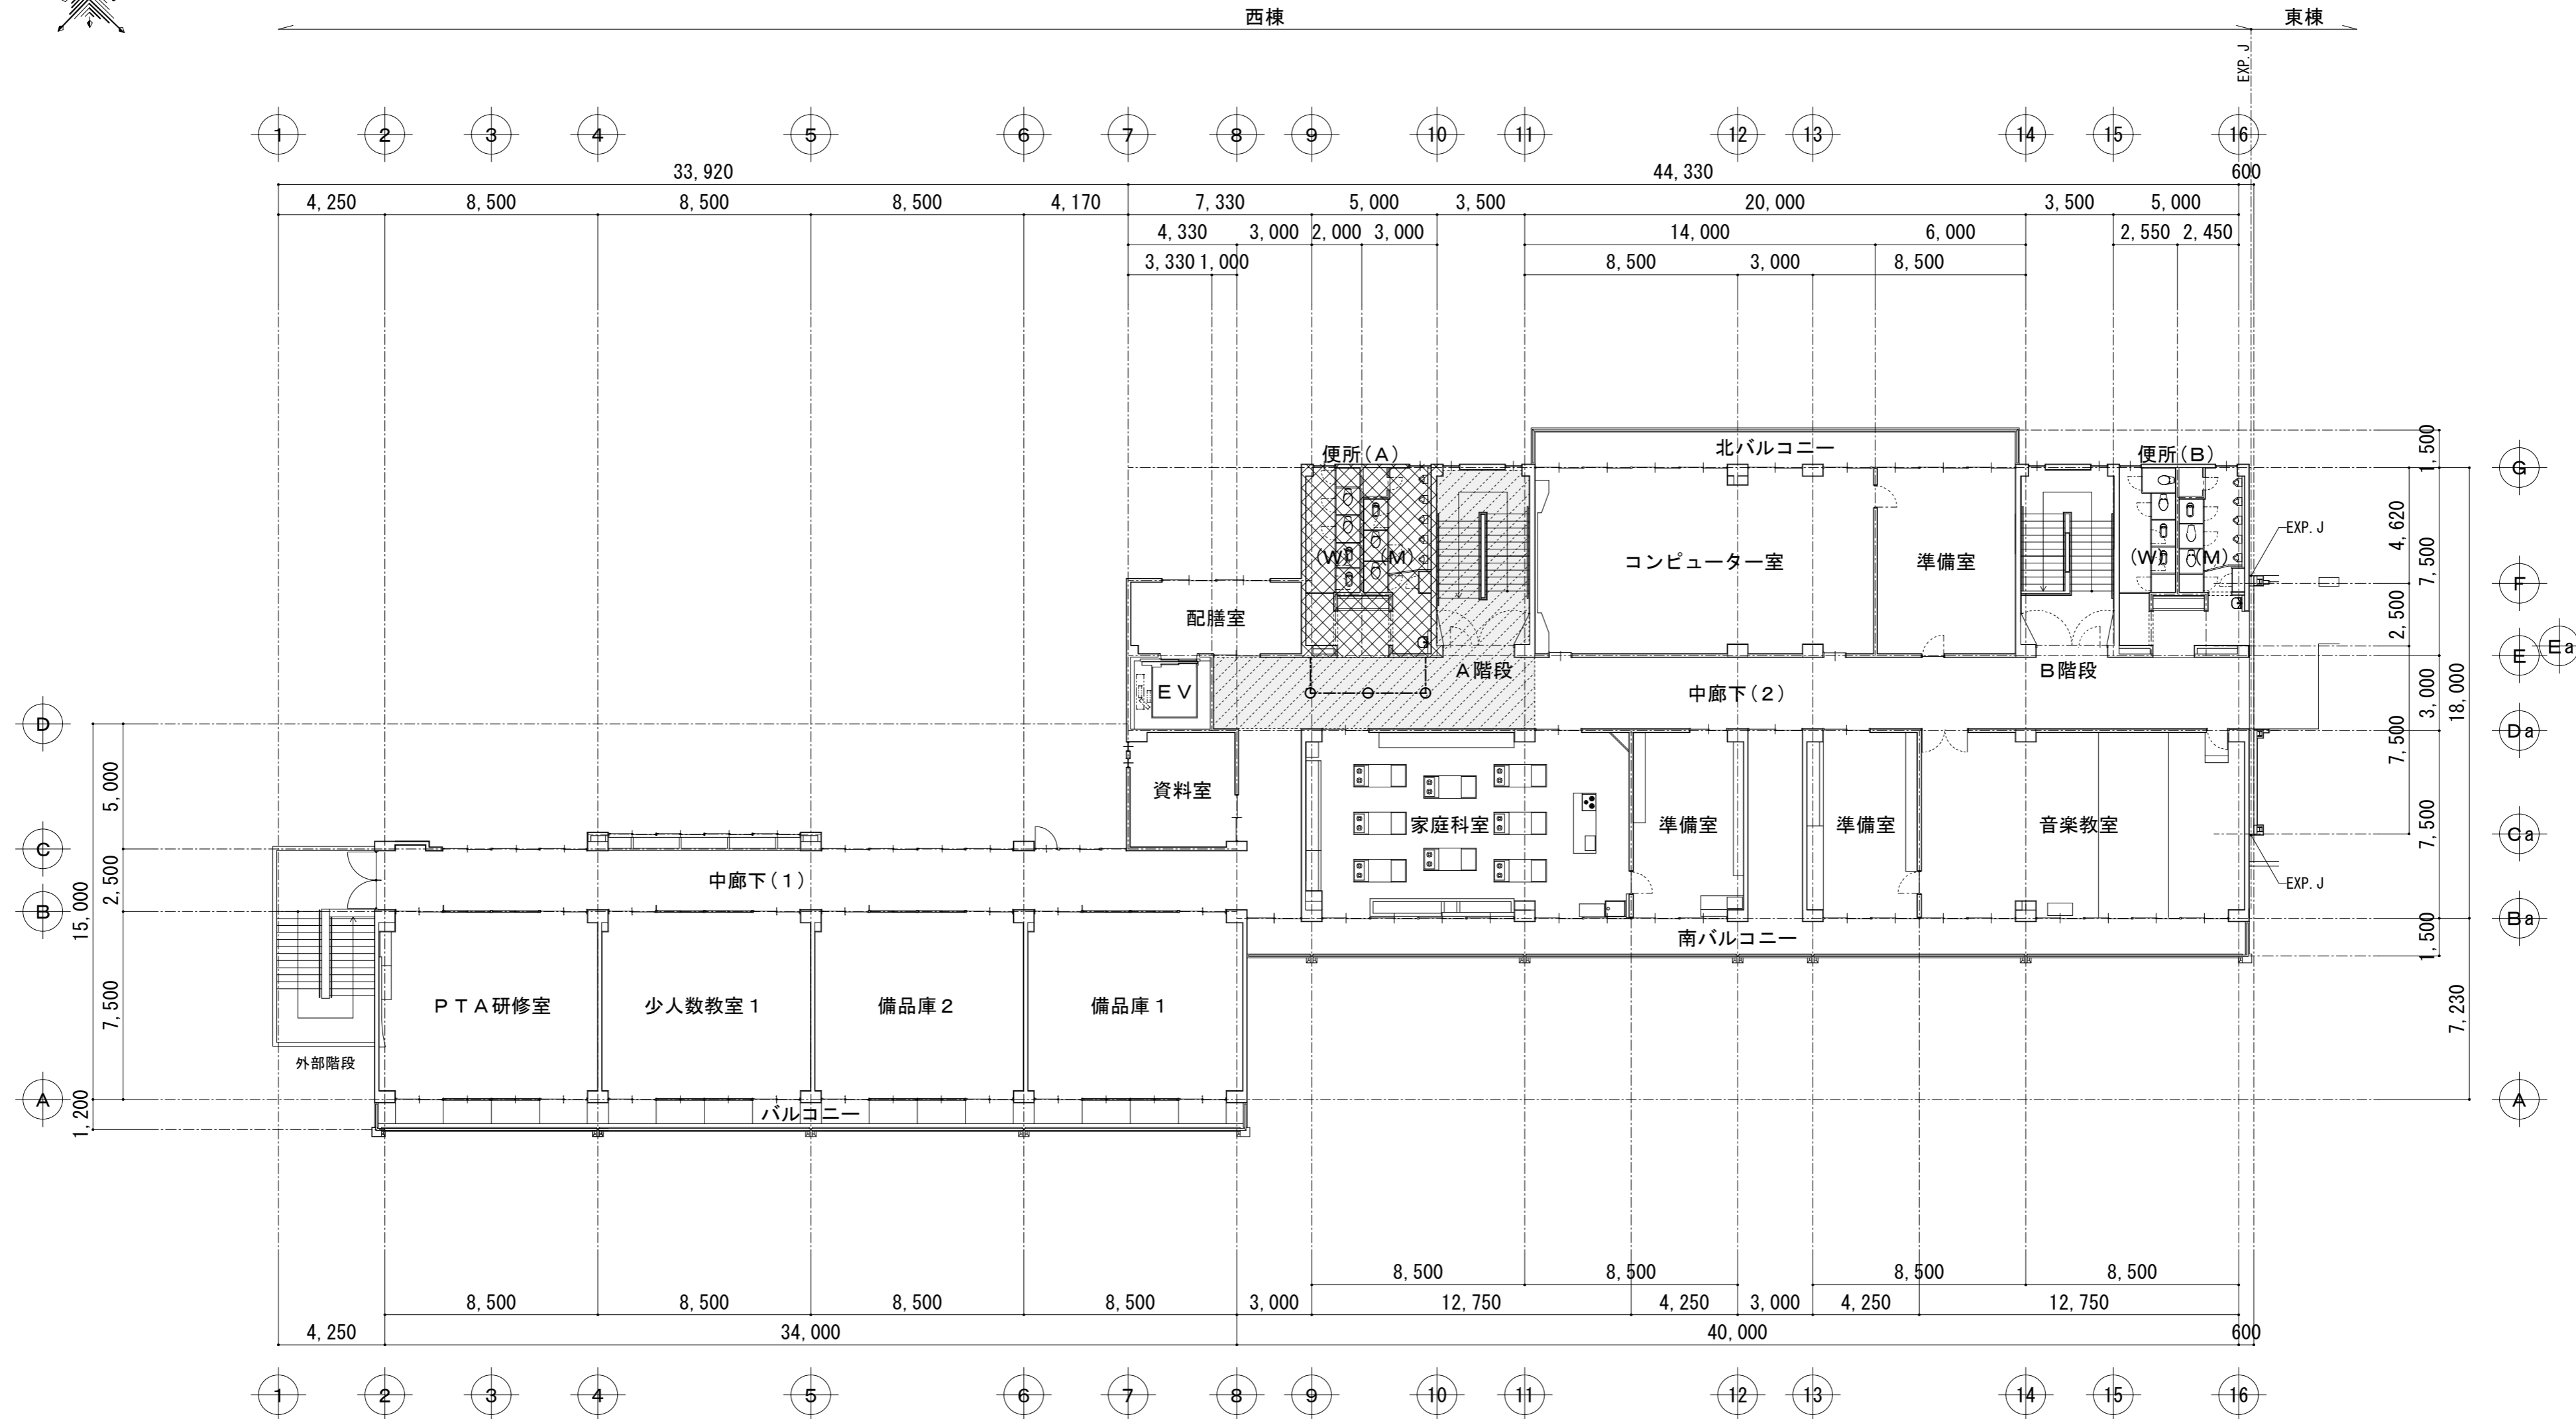 西棟 東棟
EXP.J
1 2 3 4 5 6 7 8 9 10 11 12 13 14 15 16
33,920 44,330 600
4,250 8,500 8,500 8,500 4,170 7,330 5,000 3,500 20,000 3,500 5,000
4,330 3,000 2,000 3,000 14,000 6,000 2,550 2,450
3,330 1,000 8,500 3,000 8,500
北バルコニー
便所(A) 便所(B)
1,500
G
4,620
EXP.J
7,500
(W) (M) コンピューター室 準備室 (W) (M)
F
配膳室
2,500
E Ea
A階段 B階段
EV 中廊下(2)
3,000 18,000
D Da
7,500
5,000
資料室
家庭科室 準備室 準備室 音楽教室
7,500
C Ca
中廊下(1)
2,500
15,000
EXP.J
B Ba
南バルコニー
1,500
7,500
PTA研修室 少人数教室1 備品庫2 備品庫1
7,230
外部階段
A A
バルコニー
1,200
8,500 8,500 8,500 8,500
8,500 8,500 8,500 8,500 3,000 12,750 4,250 3,000 4,250 12,750
4,250 34,000 40,000 600
1 2 3 4 5 6 7 8 9 10 11 12 13 14 15 16